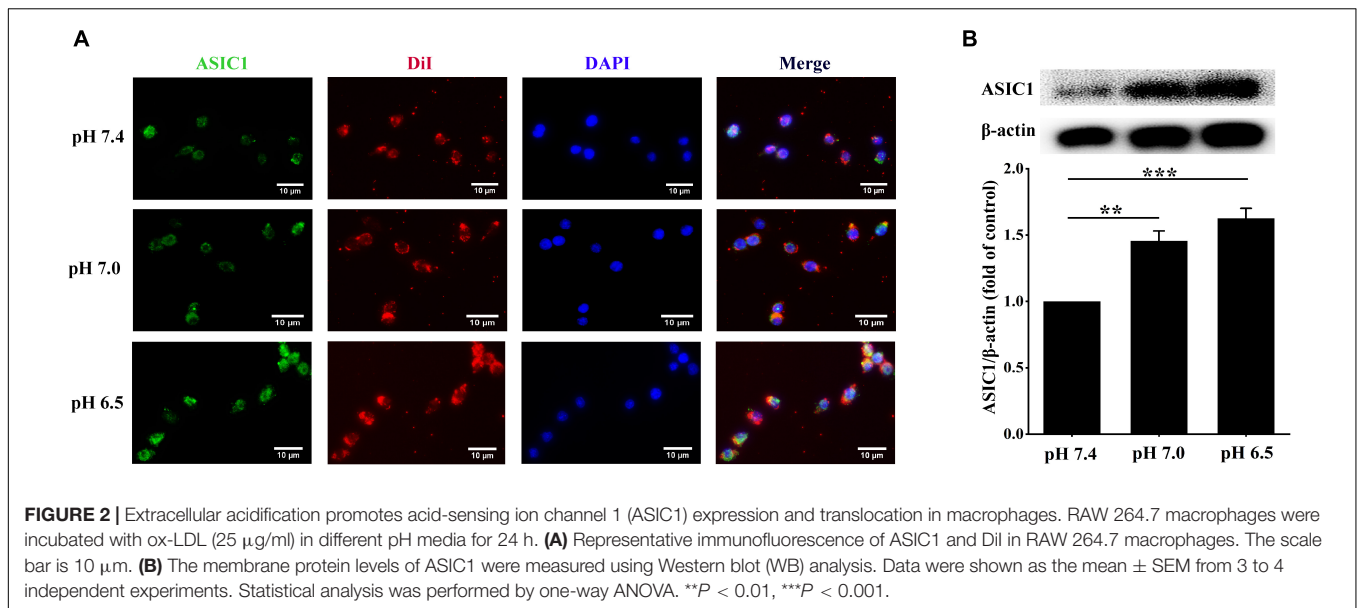 A
ASIC1 DiI DAPI Merge
pH 7.4
10 µm 10 µm 10 µm 10 µm
pH 7.0
10 µm 10 µm 10 µm 10 µm
pH 6.5
10 µm 10 µm 10 µm 10 µm
B
ASIC1
β-actin
ASIC1/β-actin (fold of control)
2.0
1.5
1.0
0.5
0.0
***
**
pH 7.4 pH 7.0 pH 6.5
FIGURE 2 | Extracellular acidification promotes acid-sensing ion channel 1 (ASIC1) expression and translocation in macrophages. RAW 264.7 macrophages were
incubated with ox-LDL (25 µg/ml) in different pH media for 24 h. (A) Representative immunofluorescence of ASIC1 and DiI in RAW 264.7 macrophages. The scale
bar is 10 µm. (B) The membrane protein levels of ASIC1 were measured using Western blot (WB) analysis. Data were shown as the mean ± SEM from 3 to 4
independent experiments. Statistical analysis was performed by one-way ANOVA. **P < 0.01, ***P < 0.001.